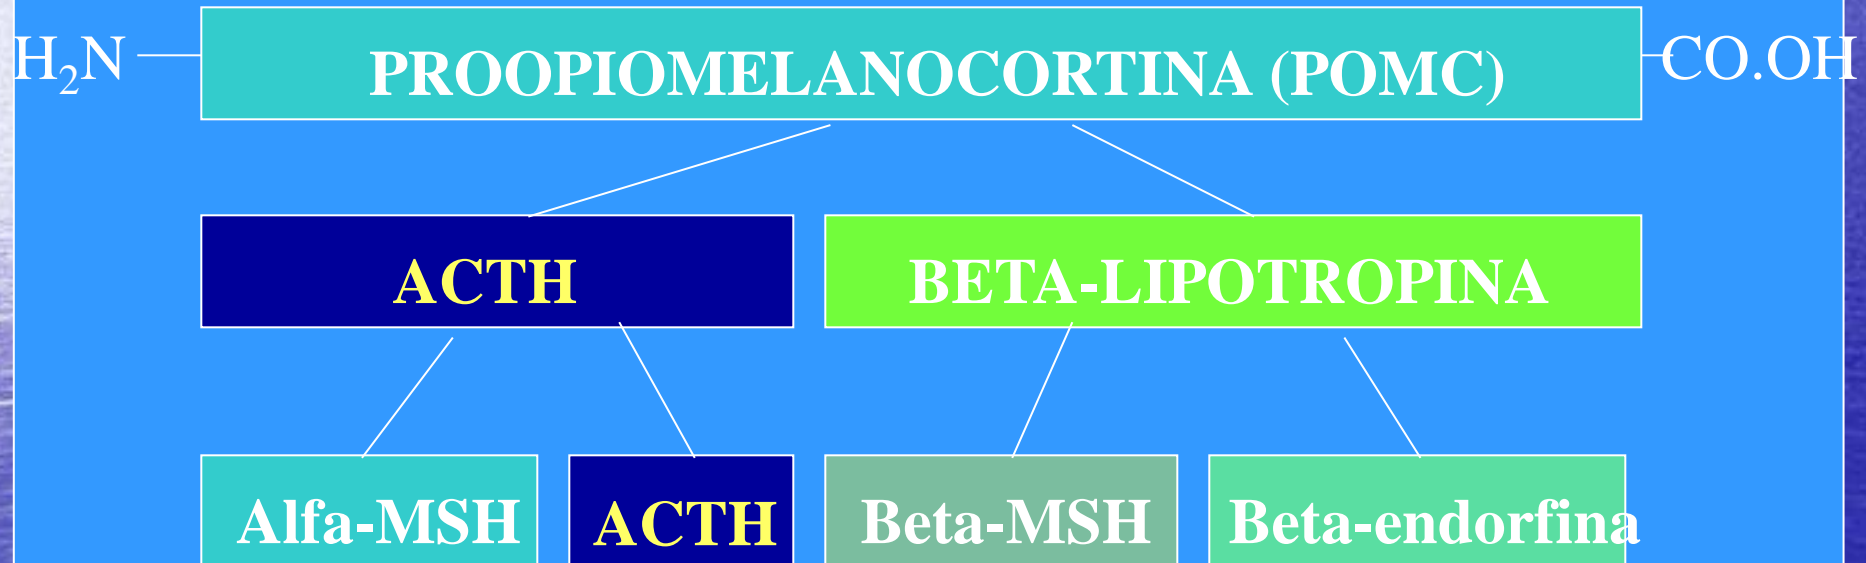 H₂N PROOPIOMELANOCORTINA (POMC) CO.OH
ACTH BETA-LIPOTROPINA
Alfa-MSH ACTH Beta-MSH Beta-endorfina